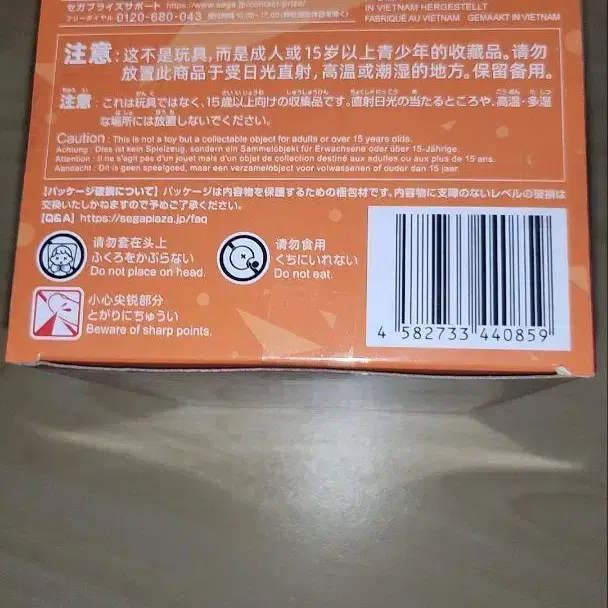 セガプライズサポート https://www.sega.jp/contact-prize/
フリーダイヤル 0120-680-043
IN VIETNAM HERGESTELLT
FABRIQUÉ AU VIETNAM GEMAAKT IN VIETNAM
注意：这不是玩具，而是成人或15岁以上青少年的收藏品。请勿
放置此商品于受日光直射，高温或潮湿的地方。保留备用。
注意：これは玩具ではなく、15歳以上向けの収集品です。直射日光の当たるところや、高温・多湿
な場所には放置しないでください。
Caution : This is not a toy but a collectable object for adults or over 15 years old.
Achtung : Dies ist kein Spielzeug, sondern ein Sammelobjekt für Erwachsene oder über 15-Jährige.
Attention : Il ne s'agit pas d'un jouet mais d'un objet de collection destiné aux adultes ou aux plus de 15 ans.
Aandacht : Dit is geen speelgoed, maar een verzamelobject voor volwassenen of ouder dan 15 jaar.
【パッケージ破損について】パッケージは内容物を保護するための梱包材です。内容物に支障のないレベルの破損は
交換いたしかねますので予めご了承ください。
【Q&A】https://segaplaza.jp/faq
请勿套在头上
ふくろをかぶらない
Do not place on head.
请勿食用
くちにいれない
Do not eat.
小心尖锐部分
とがりにちゅうい
Beware of sharp points.
4 582733 440859